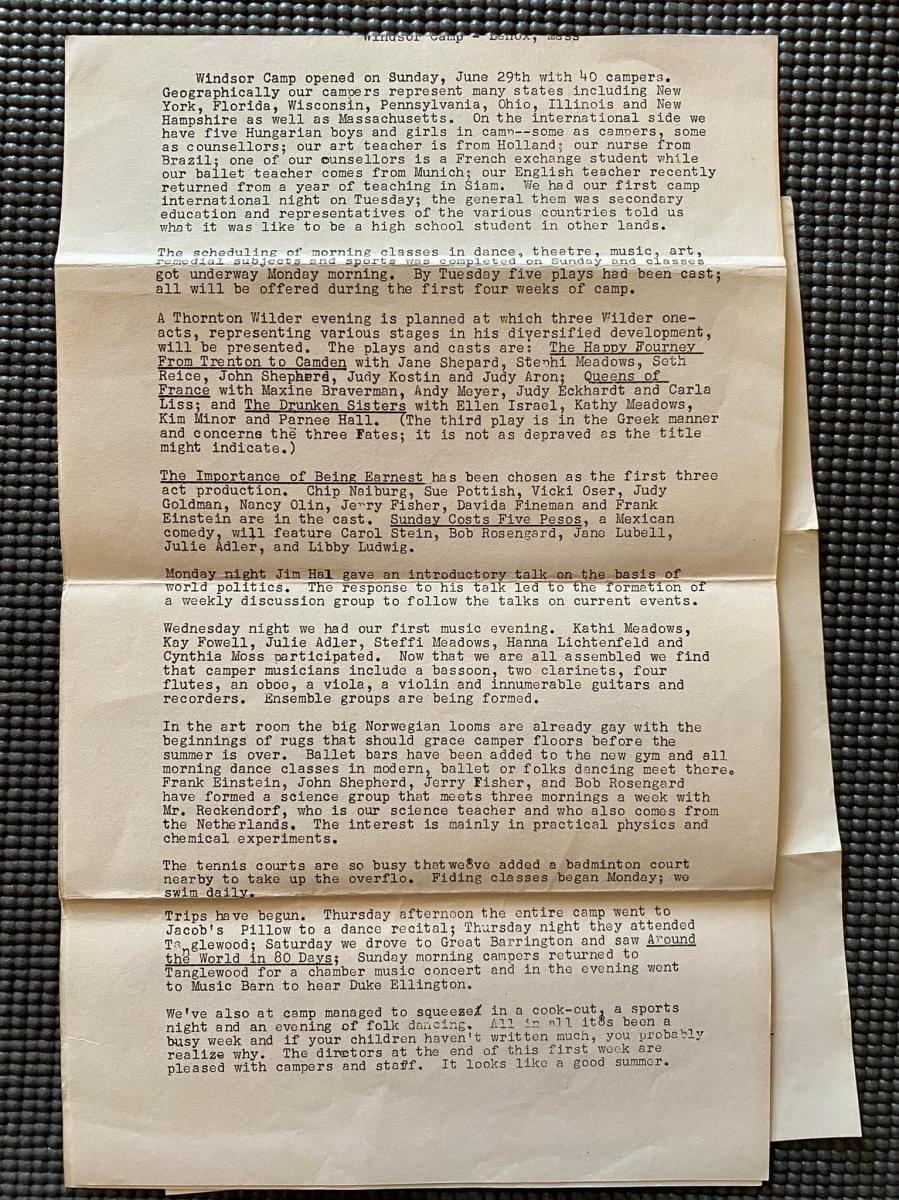 Windsor Camp - Lenox, Mass
Windsor Camp opened on Sunday, June 29th with 40 campers.
Geographically our campers represent many states including New
York, Florida, Wisconsin, Pennsylvania, Ohio, Illinois and New
Hampshire as well as Massachusetts. On the international side we
have five Hungarian boys and girls in camp--some as campers, some
as counsellors; our art teacher is from Holland; our nurse from
Brazil; one of our counsellors is a French exchange student while
our ballet teacher comes from Munich; our English teacher recently
returned from a year of teaching in Siam. We had our first camp
international night on Tuesday; the general them was secondary
education and representatives of the various countries told us
what it was like to be a high school student in other lands.
The scheduling of morning classes in dance, theatre, music, art,
remedial subjects and sports was completed on Sunday and classes
got underway Monday morning. By Tuesday five plays had been cast;
all will be offered during the first four weeks of camp.
A Thornton Wilder evening is planned at which three Wilder one-
acts, representing various stages in his diversified development,
will be presented. The plays and casts are: The Happy Fourney
From Trenton to Camden with Jane Shepard, Stephi Meadows, Seth
Reice, John Shepherd, Judy Kostin and Judy Aron; Queens of
France with Maxine Braverman, Andy Meyer, Judy Eckhardt and Carla
Liss; and The Drunken Sisters with Ellen Israel, Kathy Meadows,
Kim Minor and Parnee Hall. (The third play is in the Greek manner
and concerns the three Fates; it is not as depraved as the title
might indicate.)
The Importance of Being Earnest has been chosen as the first three
act production. Chip Naiburg, Sue Pottish, Vicki Oser, Judy
Goldman, Nancy Olin, Jerry Fisher, Davida Fineman and Frank
Einstein are in the cast. Sunday Costs Five Pesos, a Mexican
comedy, will feature Carol Stein, Bob Rosengard, Jane Lubell,
Julie Adler, and Libby Ludwig.
Monday night Jim Hal gave an introductory talk on the basis of
world politics. The response to his talk led to the formation of
a weekly discussion group to follow the talks on current events.
Wednesday night we had our first music evening. Kathi Meadows,
Kay Fowell, Julie Adler, Steffi Meadows, Hanna Lichtenfeld and
Cynthia Moss participated. Now that we are all assembled we find
that camper musicians include a bassoon, two clarinets, four
flutes, an oboe, a viola, a violin and innumerable guitars and
recorders. Ensemble groups are being formed.
In the art room the big Norwegian looms are already gay with the
beginnings of rugs that should grace camper floors before the
summer is over. Ballet bars have been added to the new gym and all
morning dance classes in modern, ballet or folks dancing meet there.
Frank Einstein, John Shepherd, Jerry Fisher, and Bob Rosengard
have formed a science group that meets three mornings a week with
Mr. Reckendorf, who is our science teacher and who also comes from
the Netherlands. The interest is mainly in practical physics and
chemical experiments.
The tennis courts are so busy thatwe8ve added a badminton court
nearby to take up the overflo. Fiding classes began Monday; we
swim daily.
Trips have begun. Thursday afternoon the entire camp went to
Jacob's Pillow to a dance recital; Thursday night they attended
Tanglewood; Saturday we drove to Great Barrington and saw Around
the World in 80 Days; Sunday morning campers returned to
Tanglewood for a chamber music concert and in the evening went
to Music Barn to hear Duke Ellington.
We've also at camp managed to squeeze in a cook-out, a sports
night and an evening of folk dancing. All in all it8s been a
busy week and if your children haven't written much, you probably
realize why. The diretors at the end of this first week are
pleased with campers and staff. It looks like a good summer.